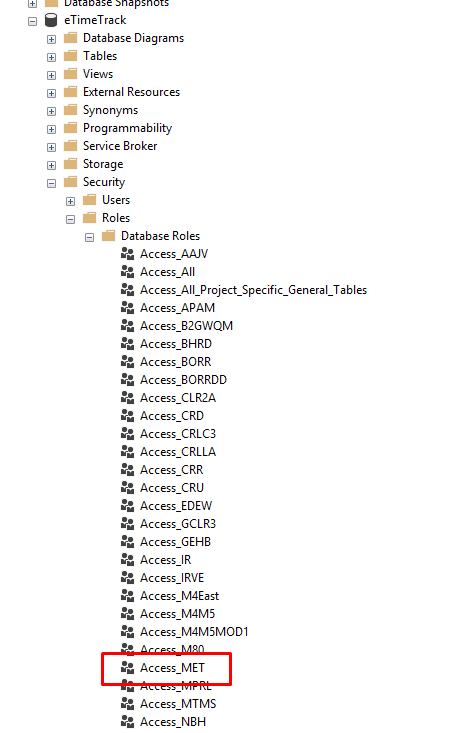 Database Snapshots
eTimeTrack
Database Diagrams
Tables
Views
External Resources
Synonyms
Programmability
Service Broker
Storage
Security
Users
Roles
Database Roles
Access_AAJV
Access_All
Access_All_Project_Specific_General_Tables
Access_APAM
Access_B2GWQM
Access_BHRD
Access_BORR
Access_BORRDD
Access_CLR2A
Access_CRD
Access_CRLC3
Access_CRLLA
Access_CRR
Access_CRU
Access_EDEW
Access_GCLR3
Access_GEHB
Access_IR
Access_IRVE
Access_M4East
Access_M4M5
Access_M4M5MOD1
Access_M80
Access_MET
Access_MPRL
Access_MTMS
Access_NBH